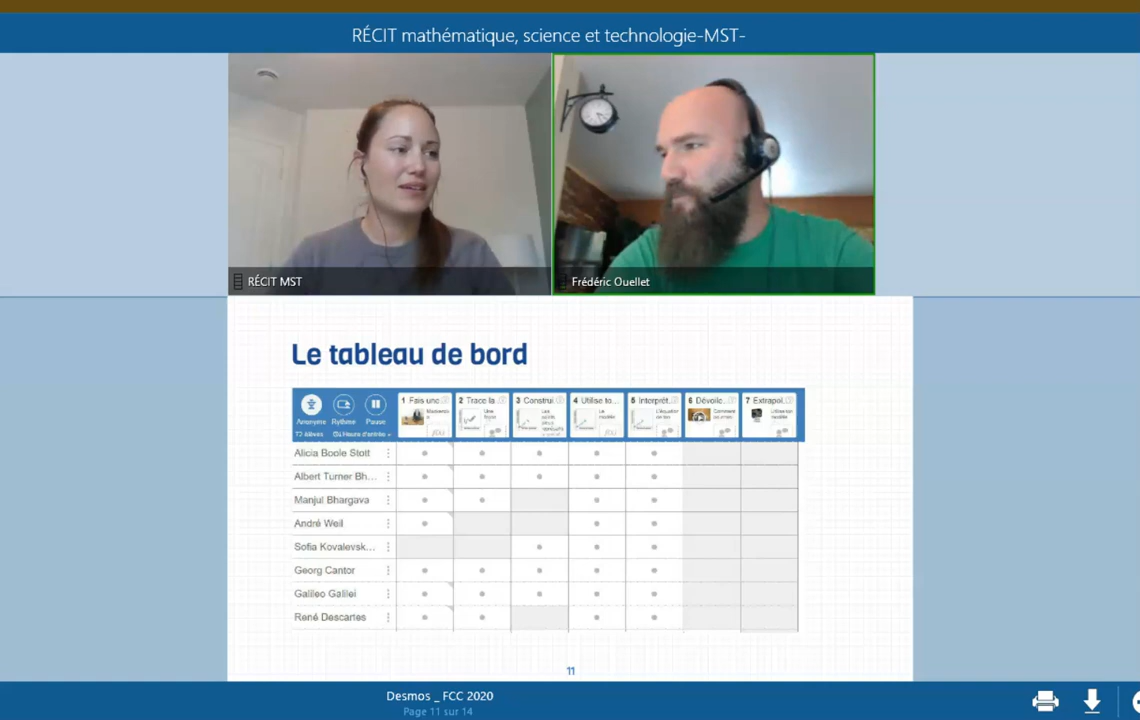 RÉCIT mathématique, science et technologie-MST-
RÉCIT MST
Frédéric Ouellet
Le tableau de bord
1 Fais une
2 Trace la
3 Construi
4 Utilise to...
5 Interprét.
6 Dévoile..
7 Extrapol.
Anonyme Rythme Pause
Heure d'entrée
Alicia Boole Stott
Albert Turner Bh...
Manjul Bhargava
André Weil
Sofia Kovalevsk...
Georg Cantor
Galileo Galilei
René Descartes
11
Desmos _ FCC 2020
Page 11 sur 14